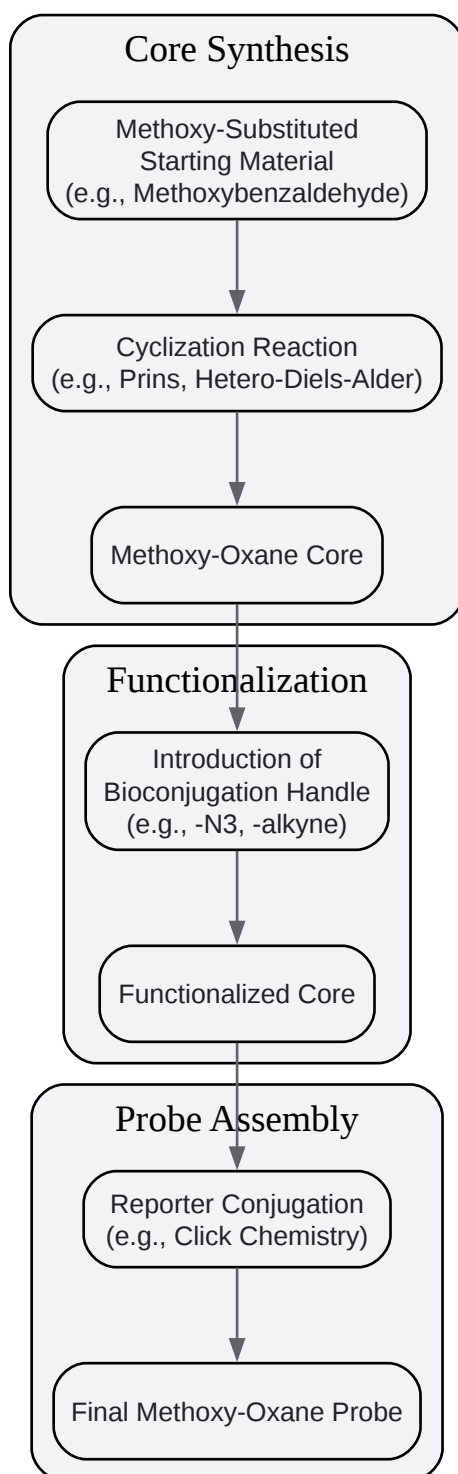 Core Synthesis
Methoxy-Substituted
Starting Material
(e.g., Methoxybenzaldehyde)
Cyclization Reaction
(e.g., Prins, Hetero-Diels-Alder)
Methoxy-Oxane Core
Functionalization
Introduction of
Bioconjugation Handle
(e.g., -N3, -alkyne)
Functionalized Core
Probe Assembly
Reporter Conjugation
(e.g., Click Chemistry)
Final Methoxy-Oxane Probe